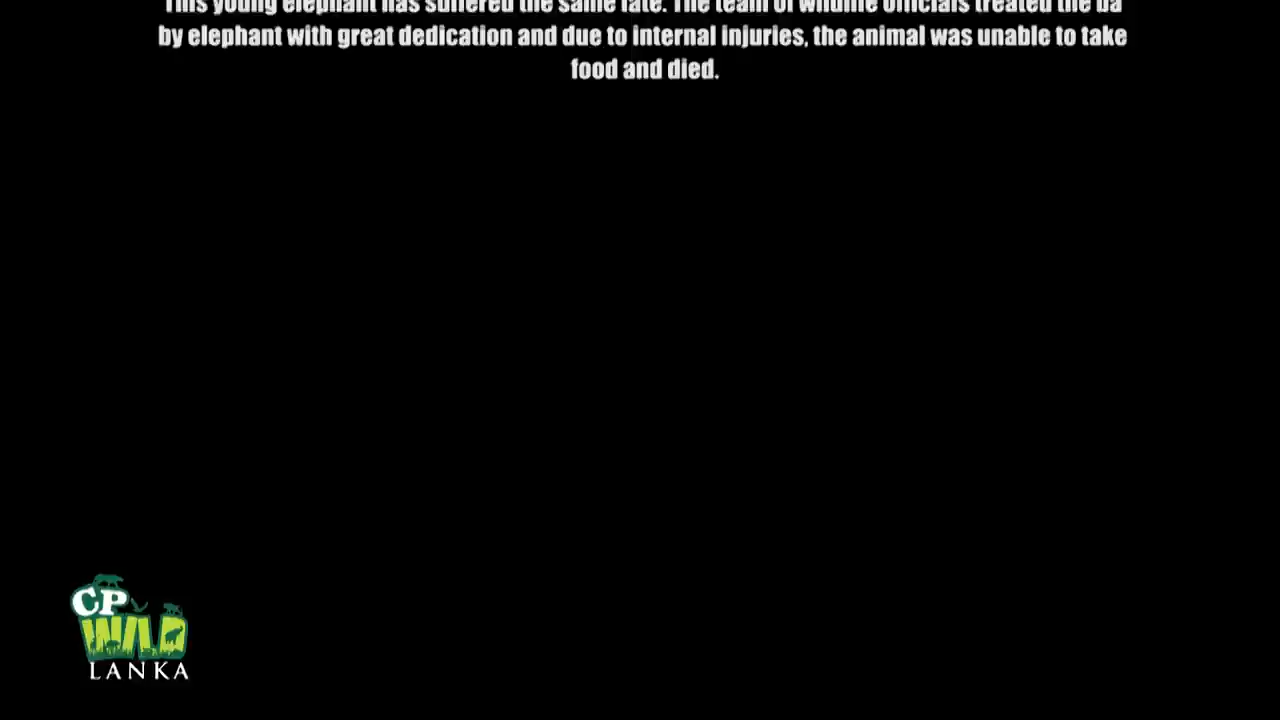 This young elephant has suffered the same fate. The team of wildlife officials treated the ba
by elephant with great dedication and due to internal injuries, the animal was unable to take
food and died.
CP
WILD
LANKA